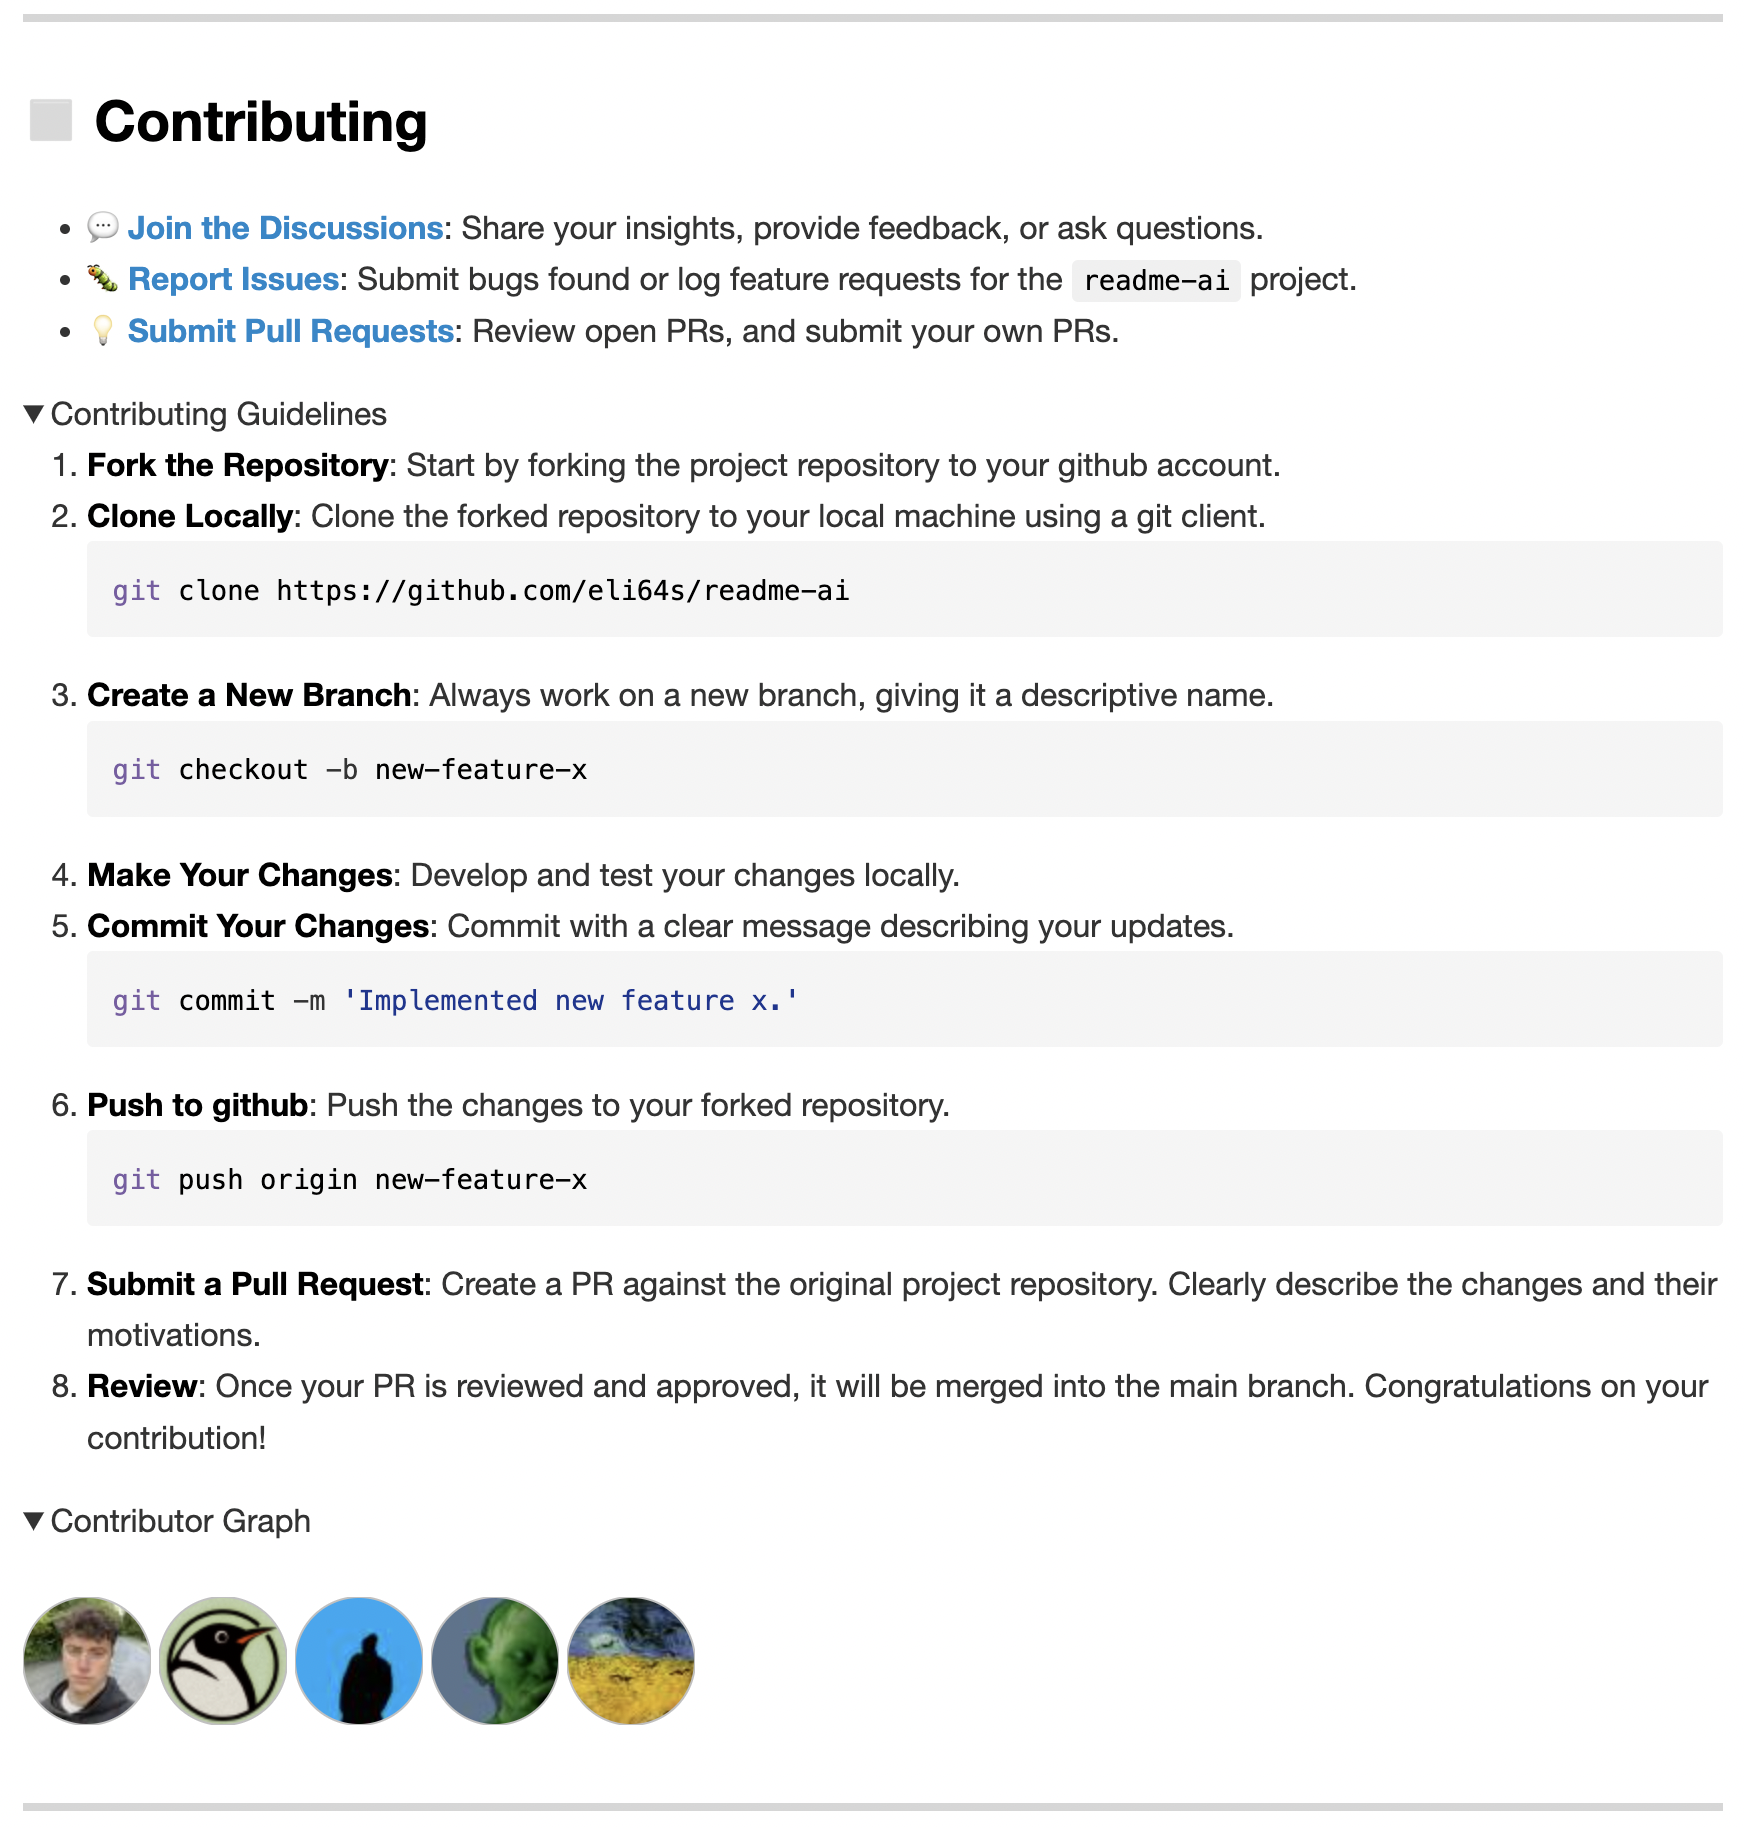 Contributing
• 💬 Join the Discussions: Share your insights, provide feedback, or ask questions.
• 🐛 Report Issues: Submit bugs found or log feature requests for the readme-ai project.
• 💡 Submit Pull Requests: Review open PRs, and submit your own PRs.
▼ Contributing Guidelines
1. Fork the Repository: Start by forking the project repository to your github account.
2. Clone Locally: Clone the forked repository to your local machine using a git client.
git clone https://github.com/eli64s/readme-ai
3. Create a New Branch: Always work on a new branch, giving it a descriptive name.
git checkout -b new-feature-x
4. Make Your Changes: Develop and test your changes locally.
5. Commit Your Changes: Commit with a clear message describing your updates.
git commit -m 'Implemented new feature x.'
6. Push to github: Push the changes to your forked repository.
git push origin new-feature-x
7. Submit a Pull Request: Create a PR against the original project repository. Clearly describe the changes and their
motivations.
8. Review: Once your PR is reviewed and approved, it will be merged into the main branch. Congratulations on your
contribution!
▼ Contributor Graph